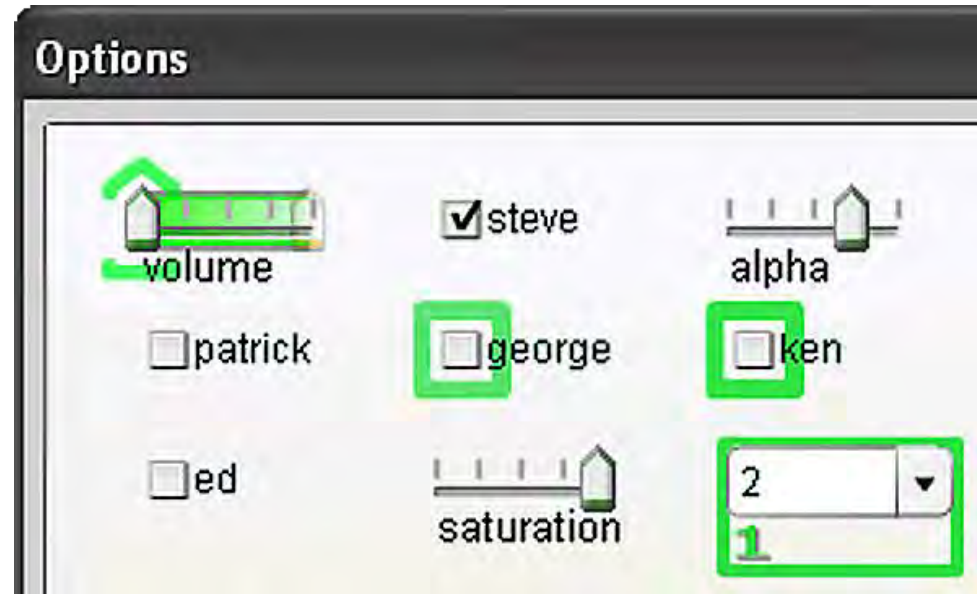 Options
steve
volume
alpha
patrick
george
ken
ed
2
saturation
1